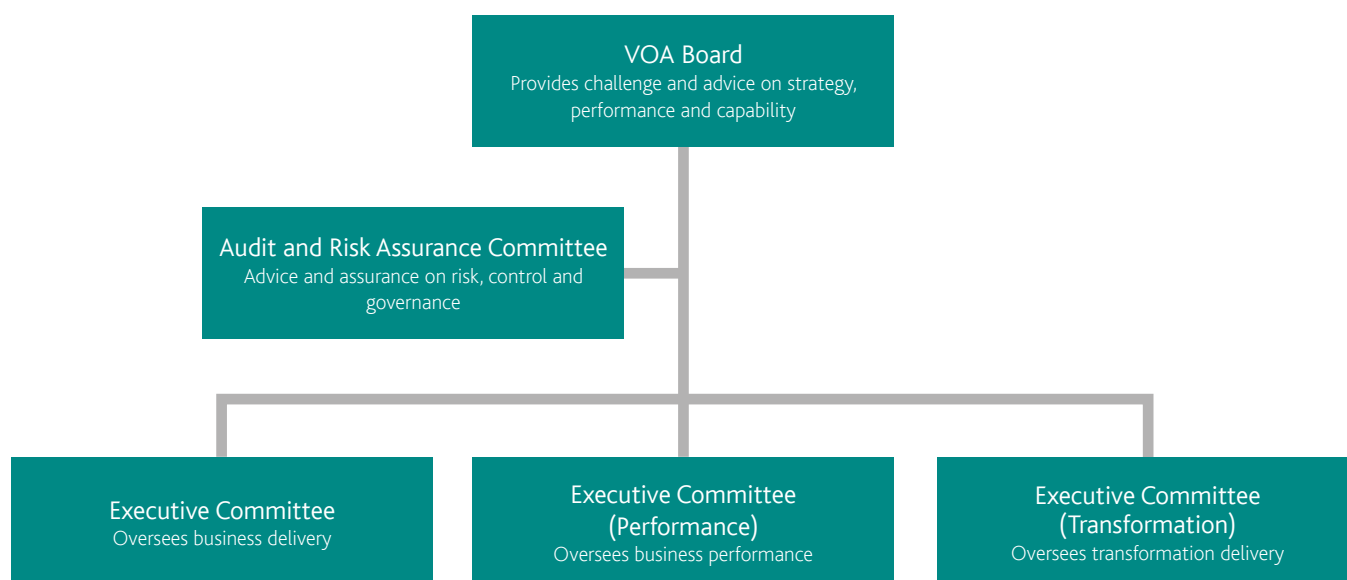 VOA Board
Provides challenge and advice on strategy,
performance and capability
Audit and Risk Assurance Committee
Advice and assurance on risk, control and
governance
Executive Committee
Oversees business delivery
Executive Committee
(Performance)
Oversees business performance
Executive Committee
(Transformation)
Oversees transformation delivery